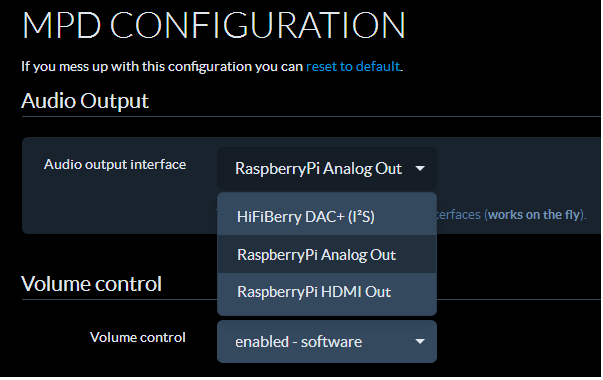 MPD CONFIGURATION
If you mess up with this configuration you can reset to default.
Audio Output
Audio output interface
RaspberryPi Analog Out
HiFiBerry DAC+ (I²S)
(works on the fly).
RaspberryPi Analog Out
RaspberryPi HDMI Out
Volume control
Volume control
enabled - software